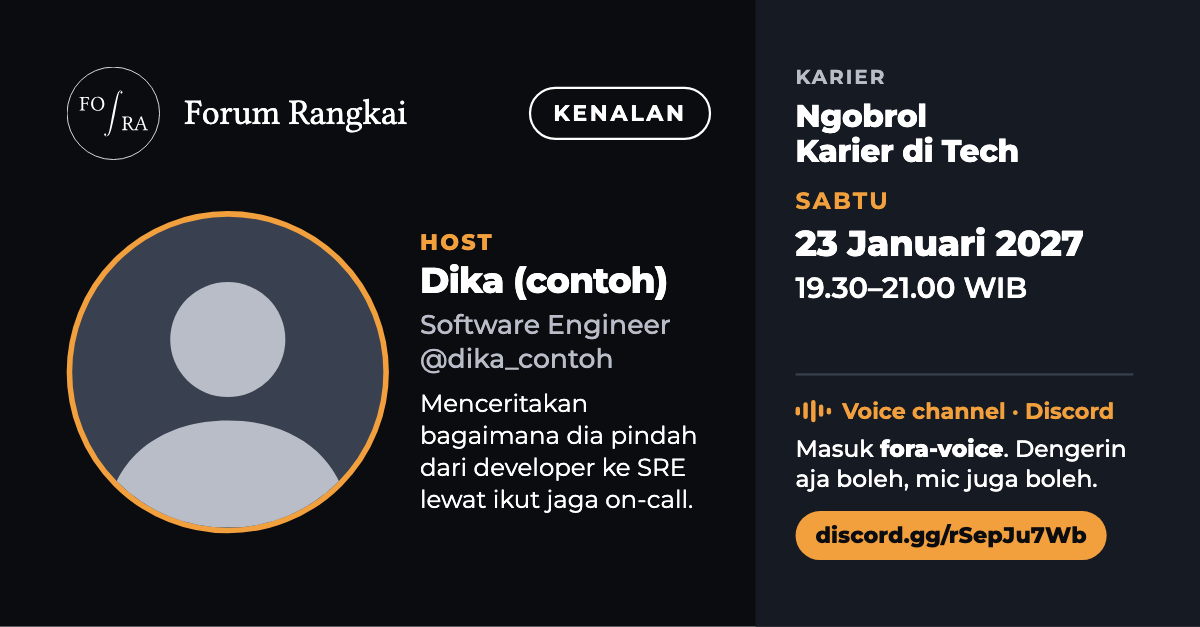 FO
RA
Forum Rangkai
KENALAN
HOST
Dika (contoh)
Software Engineer
@dika_contoh
Menceritakan
bagaimana dia pindah
dari developer ke SRE
lewat ikut jaga on-call.
KARIER
Ngobrol
Karier di Tech
SABTU
23 Januari 2027
19.30–21.00 WIB
Voice channel · Discord
Masuk fora-voice. Dengerin
aja boleh, mic juga boleh.
discord.gg/rSepJu7Wb